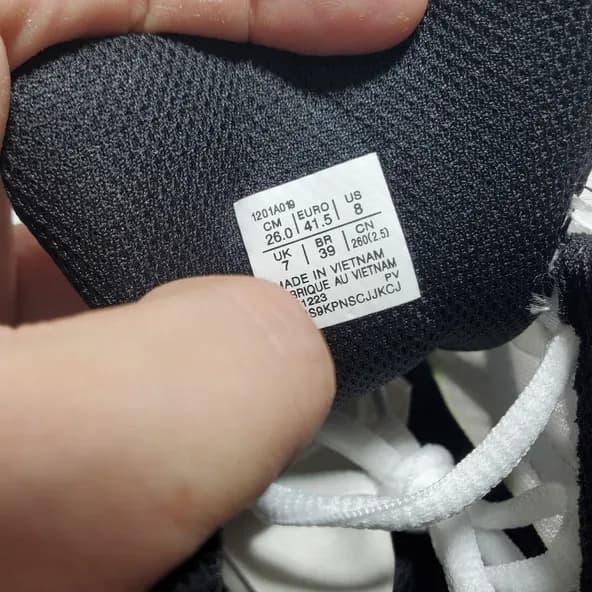 1201A019
CM EURO US
26.0 41.5 8
UK BR CN
7 39 260(2.5)
MADE IN VIETNAM
BRIQUE AU VIETNAM
1223 PV
S9KPNSCJJKCJ